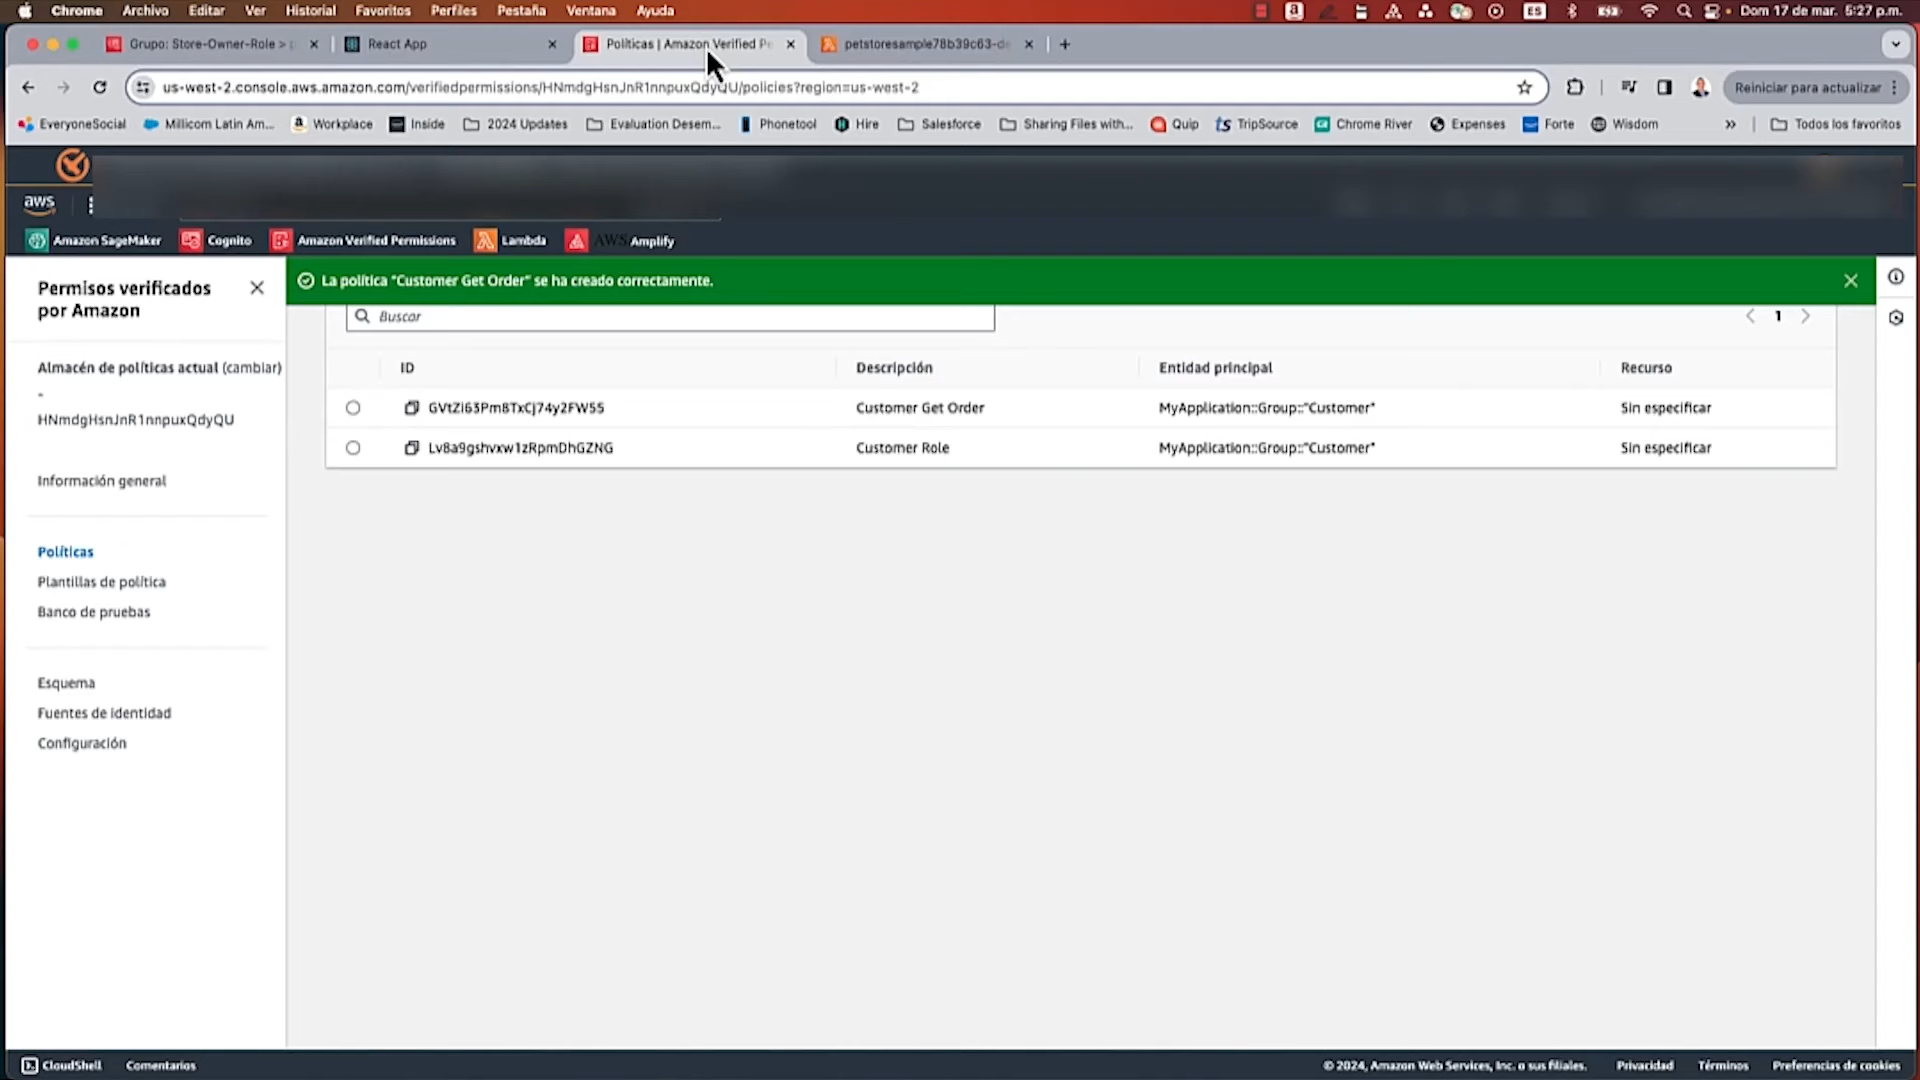 Chrome Archivo Editar Ver Historial Favoritos Perfiles Pestaña Ventana Ayuda ES Dom 17 de mar. 5:27 p.m.
Grupo: Store-Owner-Role > React App Políticas | Amazon Verified Pe petstoresample78b39c63-de
us-west-2.console.aws.amazon.com/verifiedpermissions/HNmdgHsnJnR1nnpuxQdyQU/policies?region=us-west-2 Reiniciar para actualizar
EveryoneSocial Millicom Latin Am... Workplace Inside 2024 Updates Evaluation Desem... Phonetool Hire Salesforce Sharing Files with... Quip TripSource Chrome River Expenses Forte Wisdom » Todos los favoritos
aws
Amazon SageMaker Cognito Amazon Verified Permissions Lambda AWS Amplify
Permisos verificados por Amazon
La política "Customer Get Order" se ha creado correctamente.
Buscar 1
Almacén de políticas actual (cambiar)
-
HNmdgHsnJnR1nnpuxQdyQU
ID Descripción Entidad principal Recurso
GVtZi63Pm8TxCj74y2FW55 Customer Get Order MyApplication::Group::"Customer" Sin especificar
Lv8a9gshvxw1zRpmDhGZNG Customer Role MyApplication::Group::"Customer" Sin especificar
Información general
Políticas
Plantillas de política
Banco de pruebas
Esquema
Fuentes de identidad
Configuración
CloudShell Comentarios © 2024, Amazon Web Services, Inc. o sus filiales. Privacidad Términos Preferencias de cookies